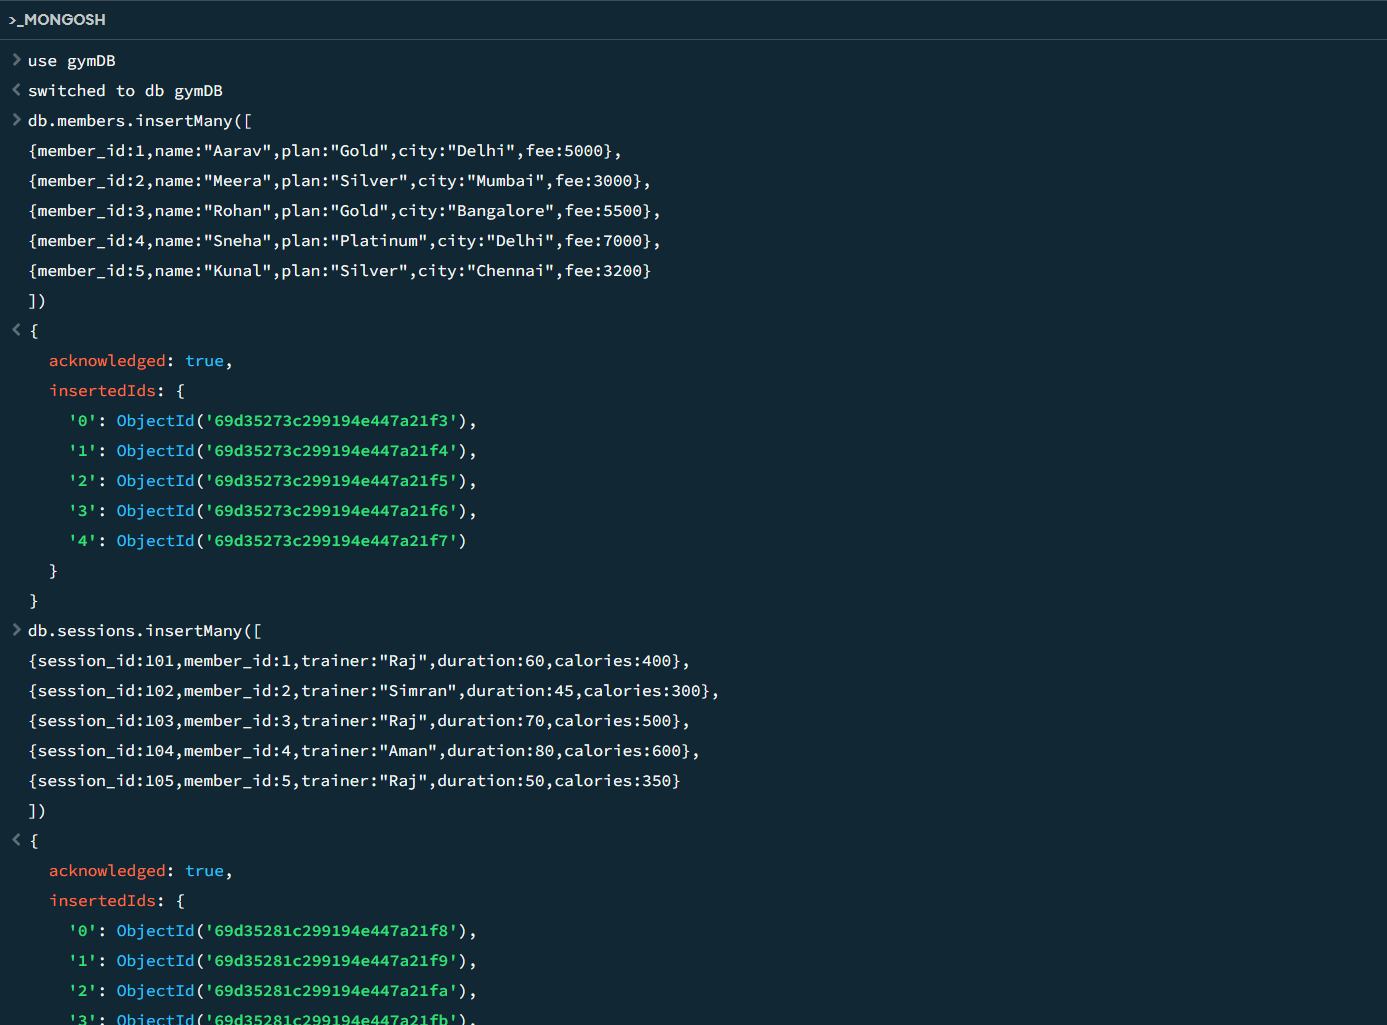 >_MONGOSH
> use gymDB
< switched to db gymDB
> db.members.insertMany([
{member_id:1,name:"Aarav",plan:"Gold",city:"Delhi",fee:5000},
{member_id:2,name:"Meera",plan:"Silver",city:"Mumbai",fee:3000},
{member_id:3,name:"Rohan",plan:"Gold",city:"Bangalore",fee:5500},
{member_id:4,name:"Sneha",plan:"Platinum",city:"Delhi",fee:7000},
{member_id:5,name:"Kunal",plan:"Silver",city:"Chennai",fee:3200}
])
< {
acknowledged: true,
insertedIds: {
'0': ObjectId('69d35273c299194e447a21f3'),
'1': ObjectId('69d35273c299194e447a21f4'),
'2': ObjectId('69d35273c299194e447a21f5'),
'3': ObjectId('69d35273c299194e447a21f6'),
'4': ObjectId('69d35273c299194e447a21f7')
}
}
> db.sessions.insertMany([
{session_id:101,member_id:1,trainer:"Raj",duration:60,calories:400},
{session_id:102,member_id:2,trainer:"Simran",duration:45,calories:300},
{session_id:103,member_id:3,trainer:"Raj",duration:70,calories:500},
{session_id:104,member_id:4,trainer:"Aman",duration:80,calories:600},
{session_id:105,member_id:5,trainer:"Raj",duration:50,calories:350}
])
< {
acknowledged: true,
insertedIds: {
'0': ObjectId('69d35281c299194e447a21f8'),
'1': ObjectId('69d35281c299194e447a21f9'),
'2': ObjectId('69d35281c299194e447a21fa'),
'3': ObjectId('69d35281c299194e447a21fb'),